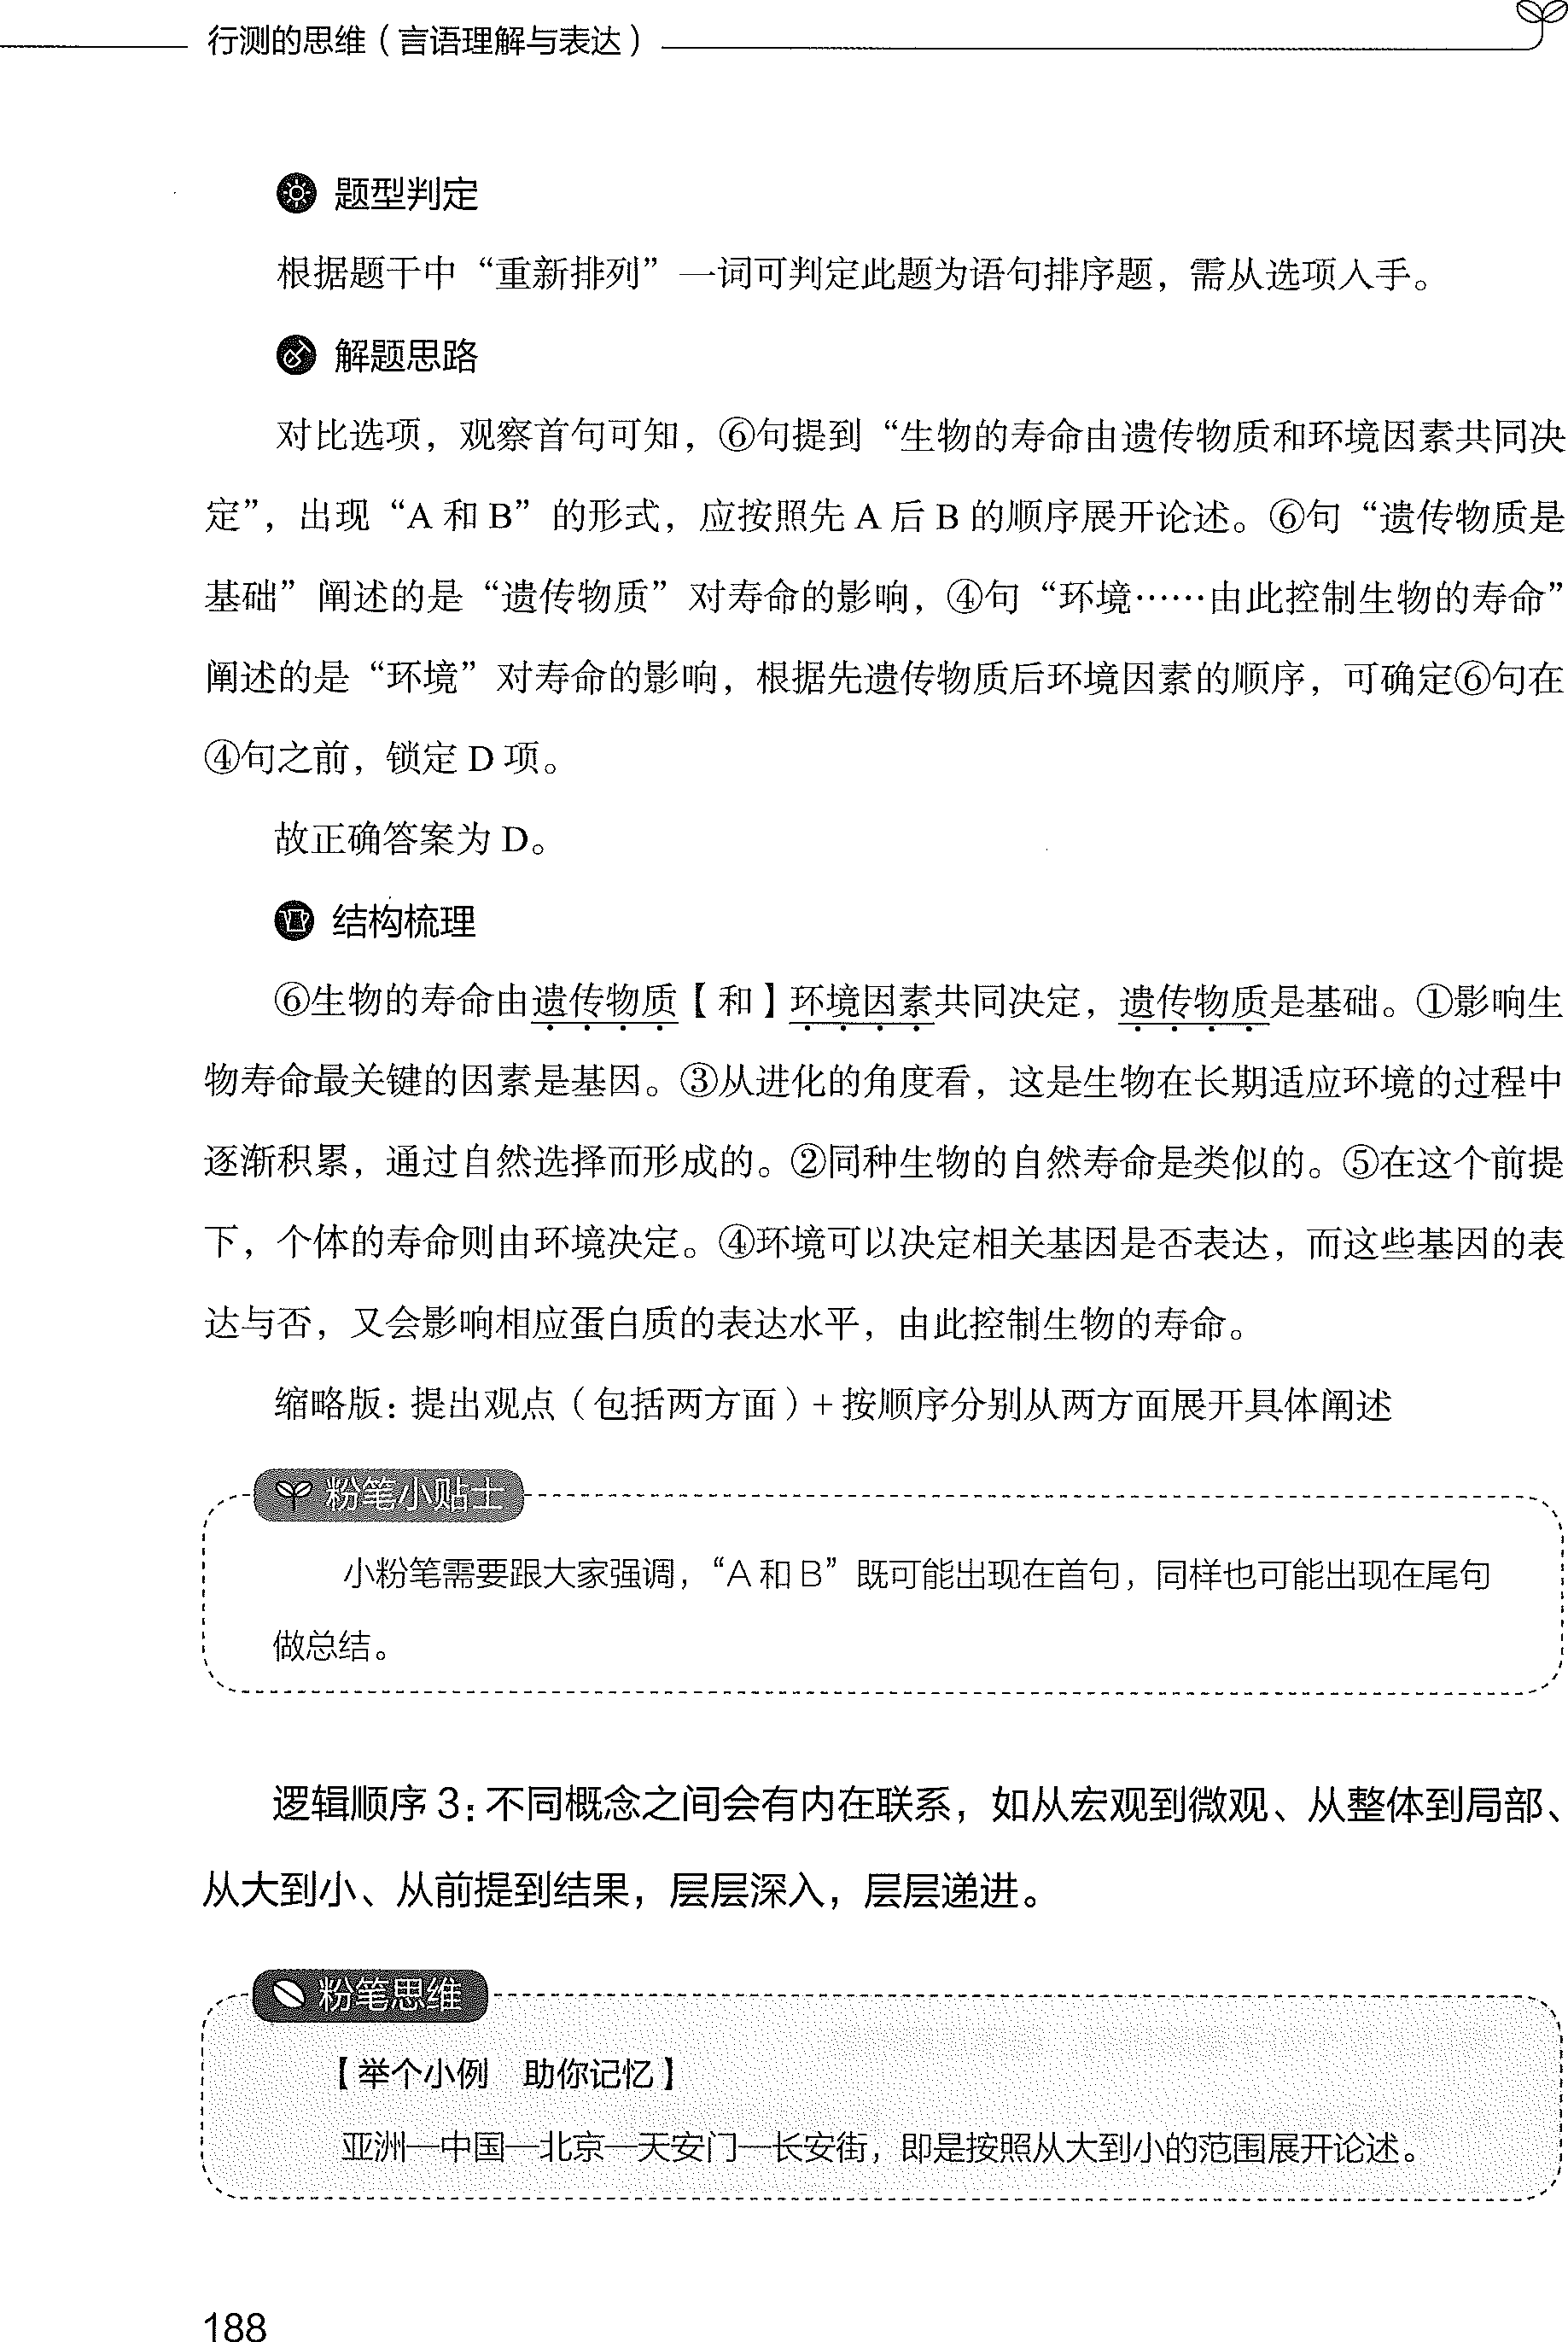 行测的思维（言语理解与表达）
题型判定
根据题干中“重新排列”一词可判定此题为语句排序题，需从选项入手。
解题思路
对比选项，观察首句可知，⑥句提到“生物的寿命由遗传物质和环境因素共同决
定”，出现“A 和 B”的形式，应按照先 A 后 B 的顺序展开论述。⑥句“遗传物质是
基础”阐述的是“遗传物质”对寿命的影响，④句“环境……由此控制生物的寿命”
阐述的是“环境”对寿命的影响，根据先遗传物质后环境因素的顺序，可确定⑥句在
④句之前，锁定 D 项。
故正确答案为 D。
结构梳理
⑥生物的寿命由遗传物质【和】环境因素共同决定，遗传物质是基础。①影响生
物寿命最关键的因素是基因。③从进化的角度看，这是生物在长期适应环境的过程中
逐渐积累，通过自然选择而形成的。②同种生物的自然寿命是类似的。⑤在这个前提
下，个体的寿命则由环境决定。④环境可以决定相关基因是否表达，而这些基因的表
达与否，又会影响相应蛋白质的表达水平，由此控制生物的寿命。
缩略版：提出观点（包括两方面）+ 按顺序分别从两方面展开具体阐述
粉笔小贴士
小粉笔需要跟大家强调，“A 和 B”既可能出现在首句，同样也可能出现在尾句
做总结。
逻辑顺序 3：不同概念之间会有内在联系，如从宏观到微观、从整体到局部、
从大到小、从前提到结果，层层深入，层层递进。
粉笔思维
【举个小例　助你记忆】
亚洲—中国—北京—天安门—长安街，即是按照从大到小的范围展开论述。
188